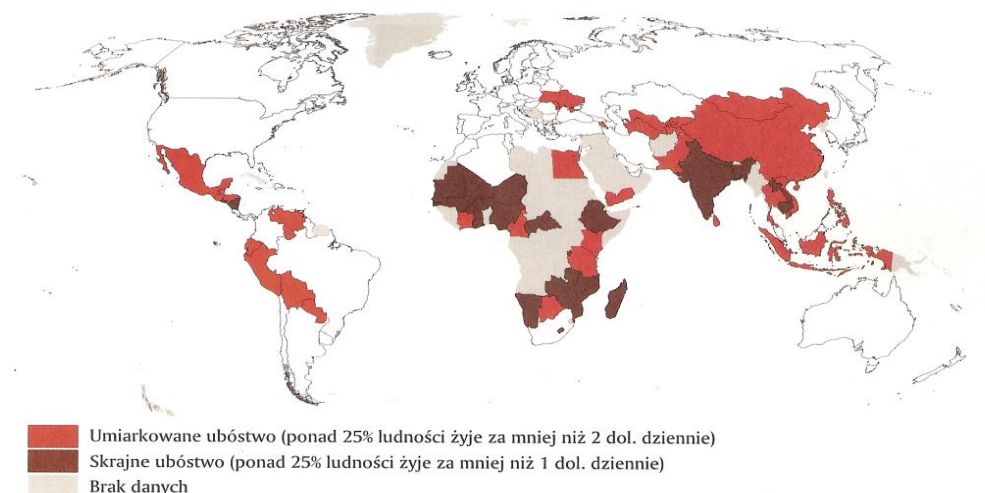 Umiarkowane ubóstwo (ponad 25% ludności żyje za mniej niż 2 dol. dziennie)
Skrajne ubóstwo (ponad 25% ludności żyje za mniej niż 1 dol. dziennie)
Brak danych